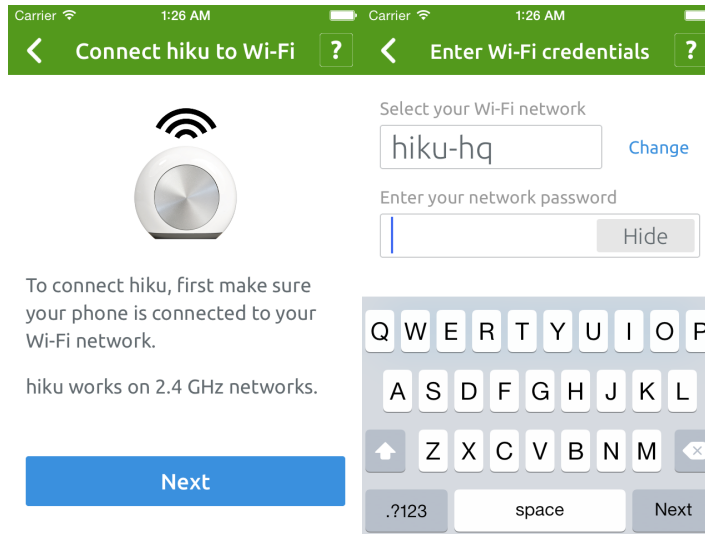 Carrier 1:26 AM
Connect hiku to Wi-Fi ?
To connect hiku, first make sure
your phone is connected to your
Wi-Fi network.
hiku works on 2.4 GHz networks.
Next
Carrier 1:26 AM
Enter Wi-Fi credentials ?
Select your Wi-Fi network
hiku-hq Change
Enter your network password
Hide
Q W E R T Y U I O P
A S D F G H J K L
Z X C V B N M
.?123 space Next